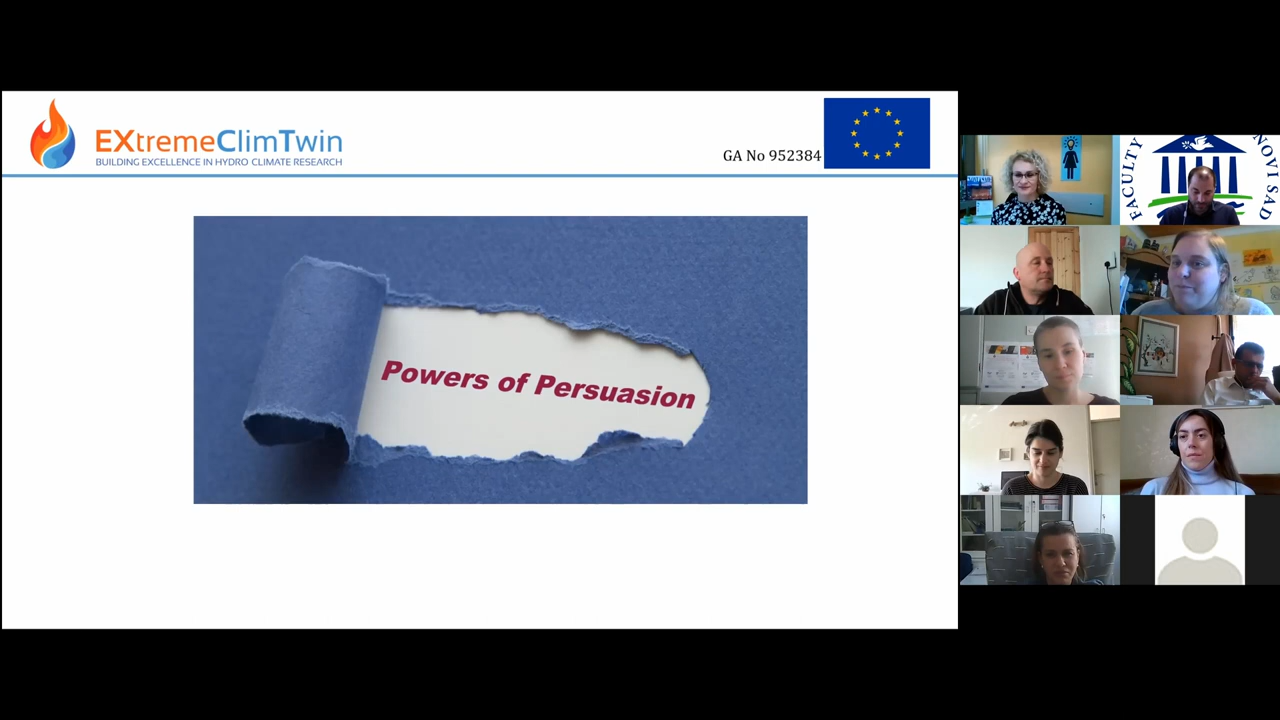 EXtremeClimTwin
BUILDING EXCELLENCE IN HYDRO CLIMATE RESEARCH
GA No 952384
Powers of Persuasion
FACULTY
NOVI SAD